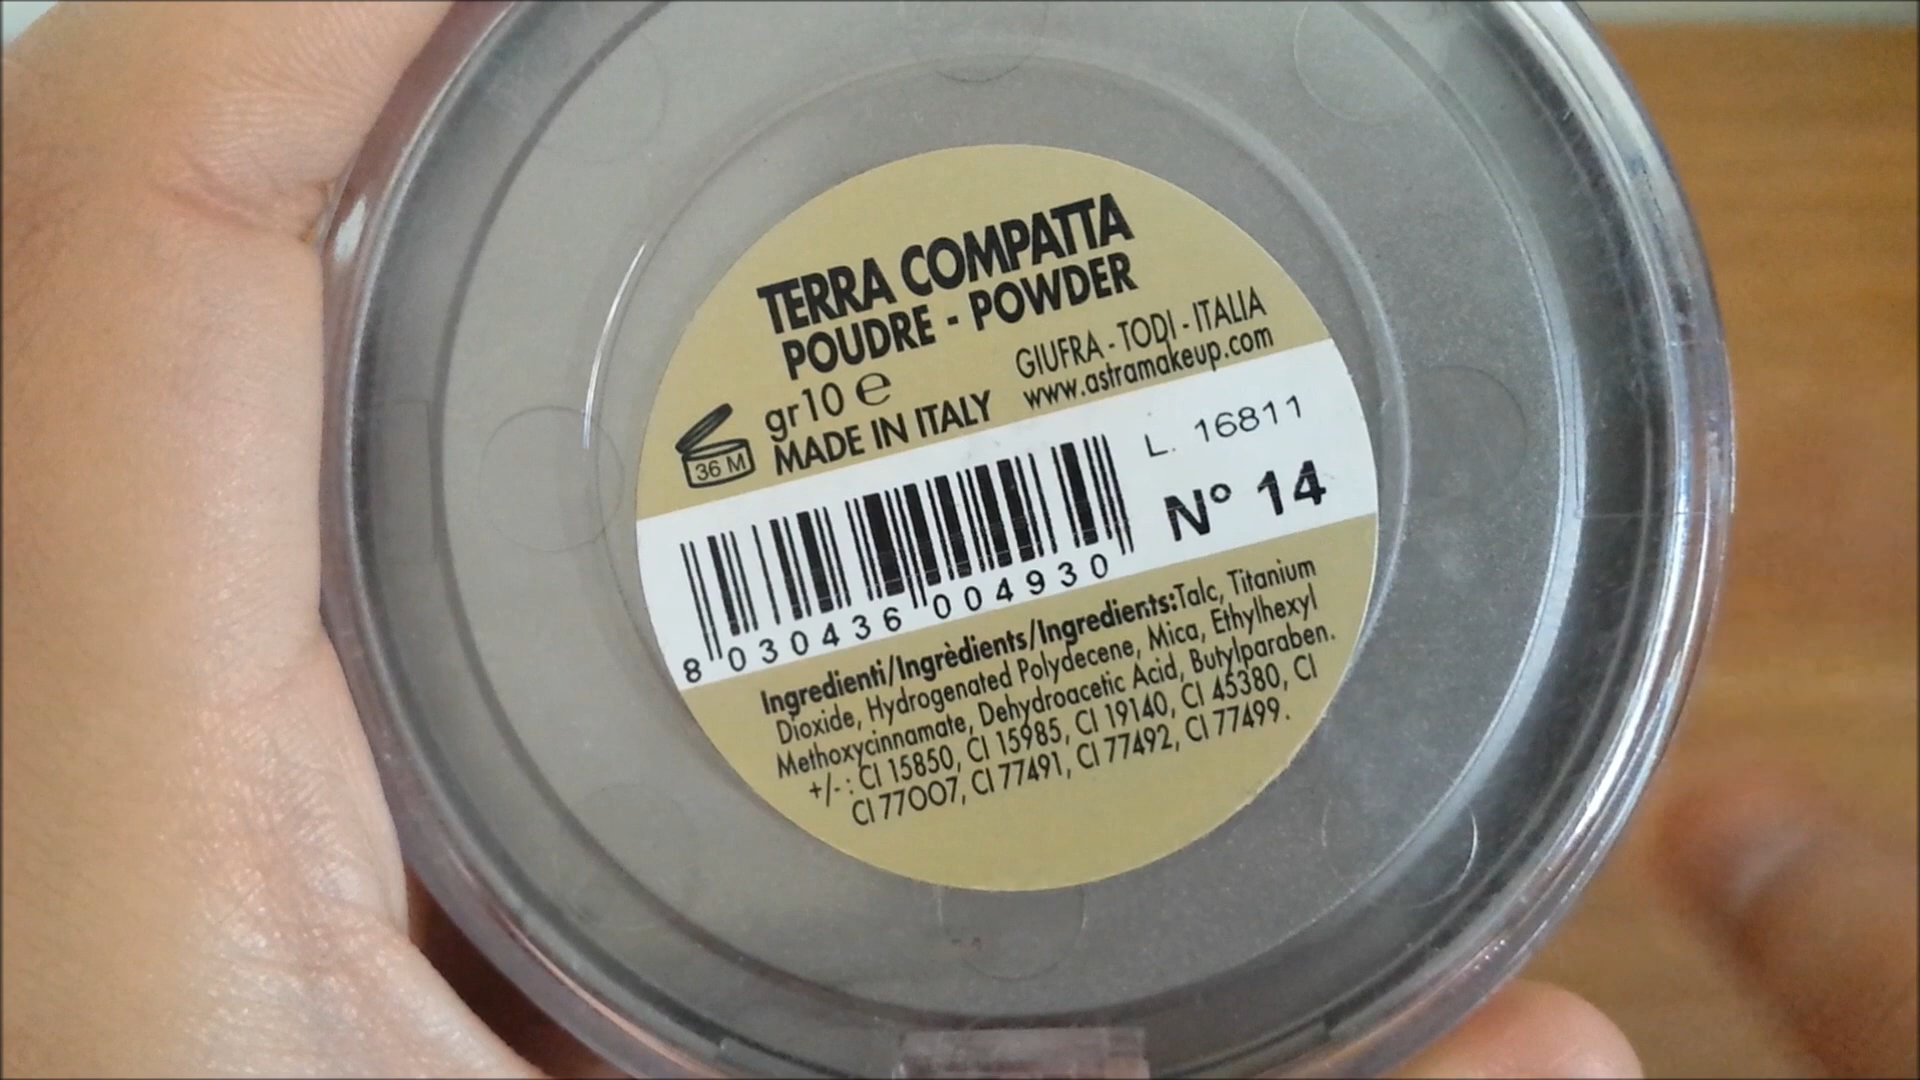 TERRA COMPATTA
POUDRE - POWDER
gr10 ℮
MADE IN ITALY
GIUFRA - TODI - ITALIA
www.astramakeup.com
36 M
L. 16811
N° 14
8 030436 004930
Ingredienti/Ingrèdients/Ingredients:Talc, Titanium
Dioxide, Hydrogenated Polydecene, Mica, Ethylhexyl
Methoxycinnamate, Dehydroacetic Acid, Butylparaben.
+/- : CI 15850, CI 15985, CI 19140, CI 45380, CI
CI 77007, CI 77491, CI 77492, CI 77499.